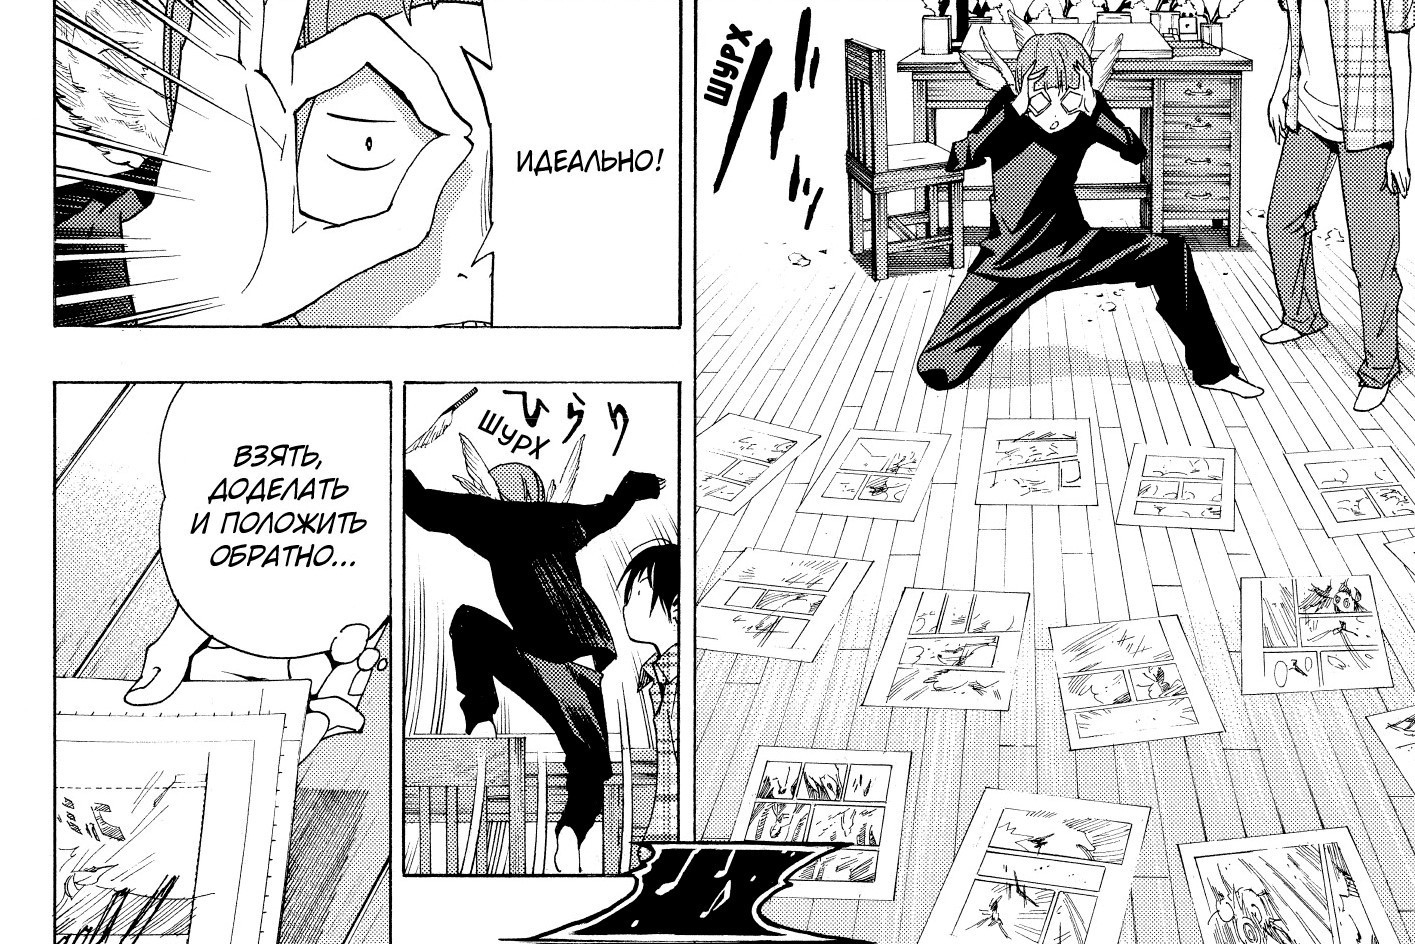 ШУРХ
ИДЕАЛЬНО!
ШУРХ
ひらり
ВЗЯТЬ,
ДОДЕЛАТЬ
И ПОЛОЖИТЬ
ОБРАТНО...